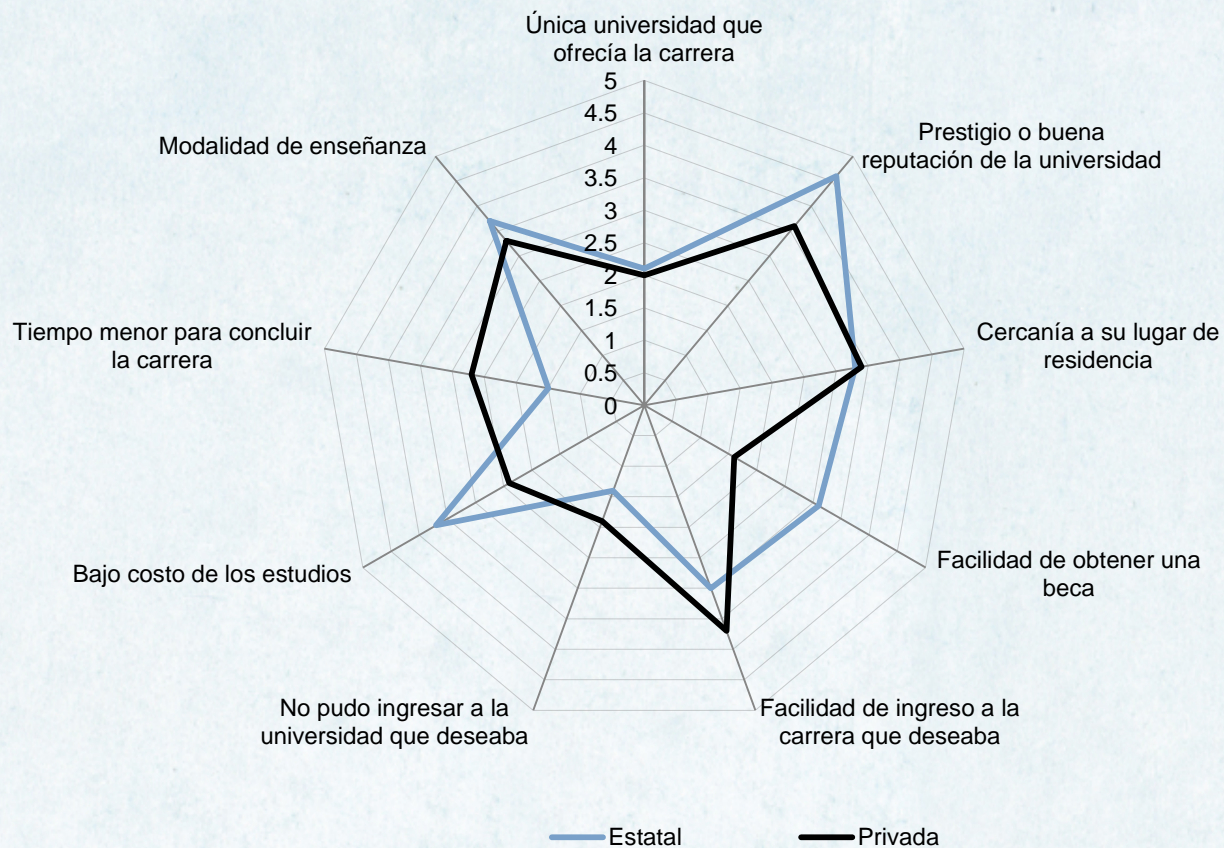 Única universidad que
ofrecía la carrera
5
4.5
4
3.5
3
2.5
2
1.5
1
0.5
0
Prestigio o buena
reputación de la universidad
Cercanía a su lugar de
residencia
Facilidad de obtener una
beca
Facilidad de ingreso a la
carrera que deseaba
No pudo ingresar a la
universidad que deseaba
Bajo costo de los estudios
Tiempo menor para concluir
la carrera
Modalidad de enseñanza
Estatal
Privada